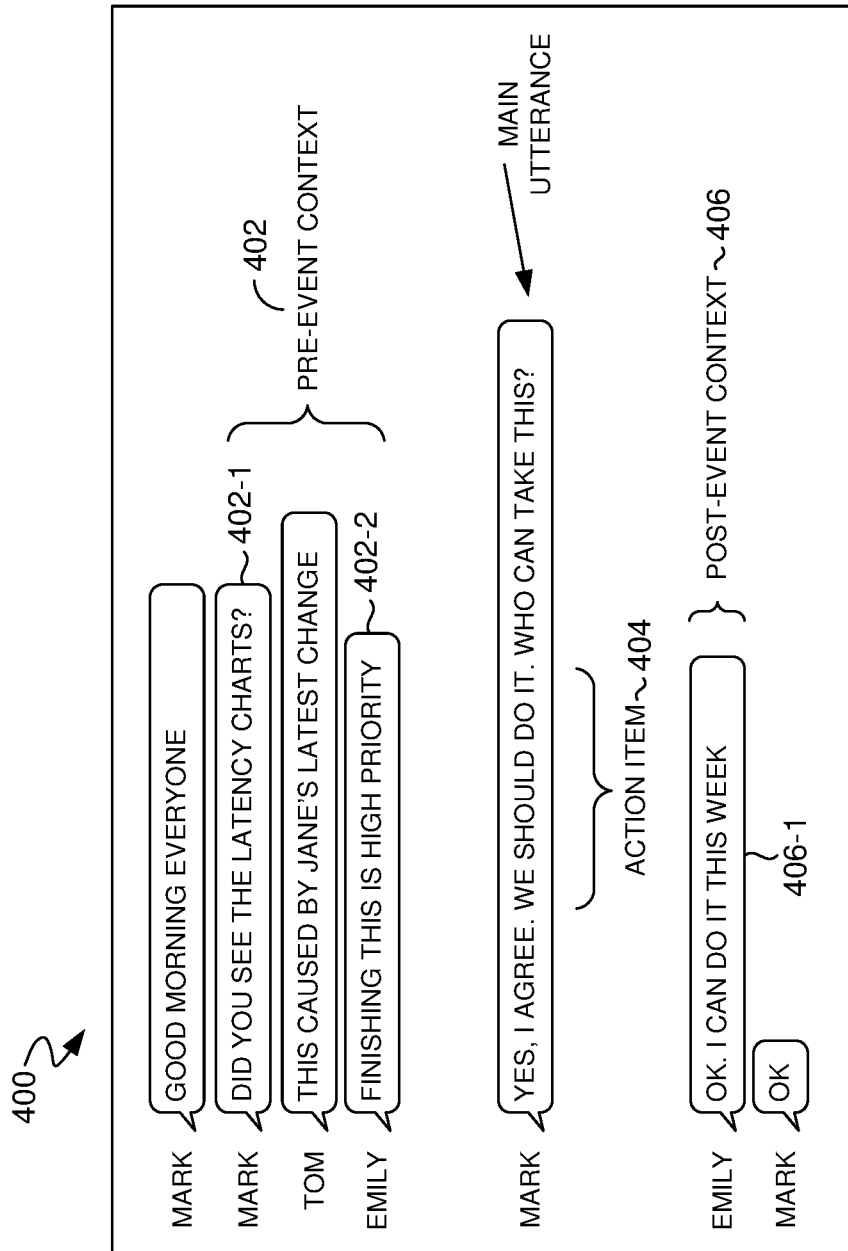 400
MARK GOOD MORNING EVERYONE
MARK DID YOU SEE THE LATENCY CHARTS? 402-1
TOM THIS CAUSED BY JANE'S LATEST CHANGE
EMILY FINISHING THIS IS HIGH PRIORITY 402-2
PRE-EVENT CONTEXT 402
MARK YES, I AGREE. WE SHOULD DO IT. WHO CAN TAKE THIS?
MAIN
UTTERANCE
ACTION ITEM 404
EMILY OK. I CAN DO IT THIS WEEK
POST-EVENT CONTEXT 406
406-1
MARK OK